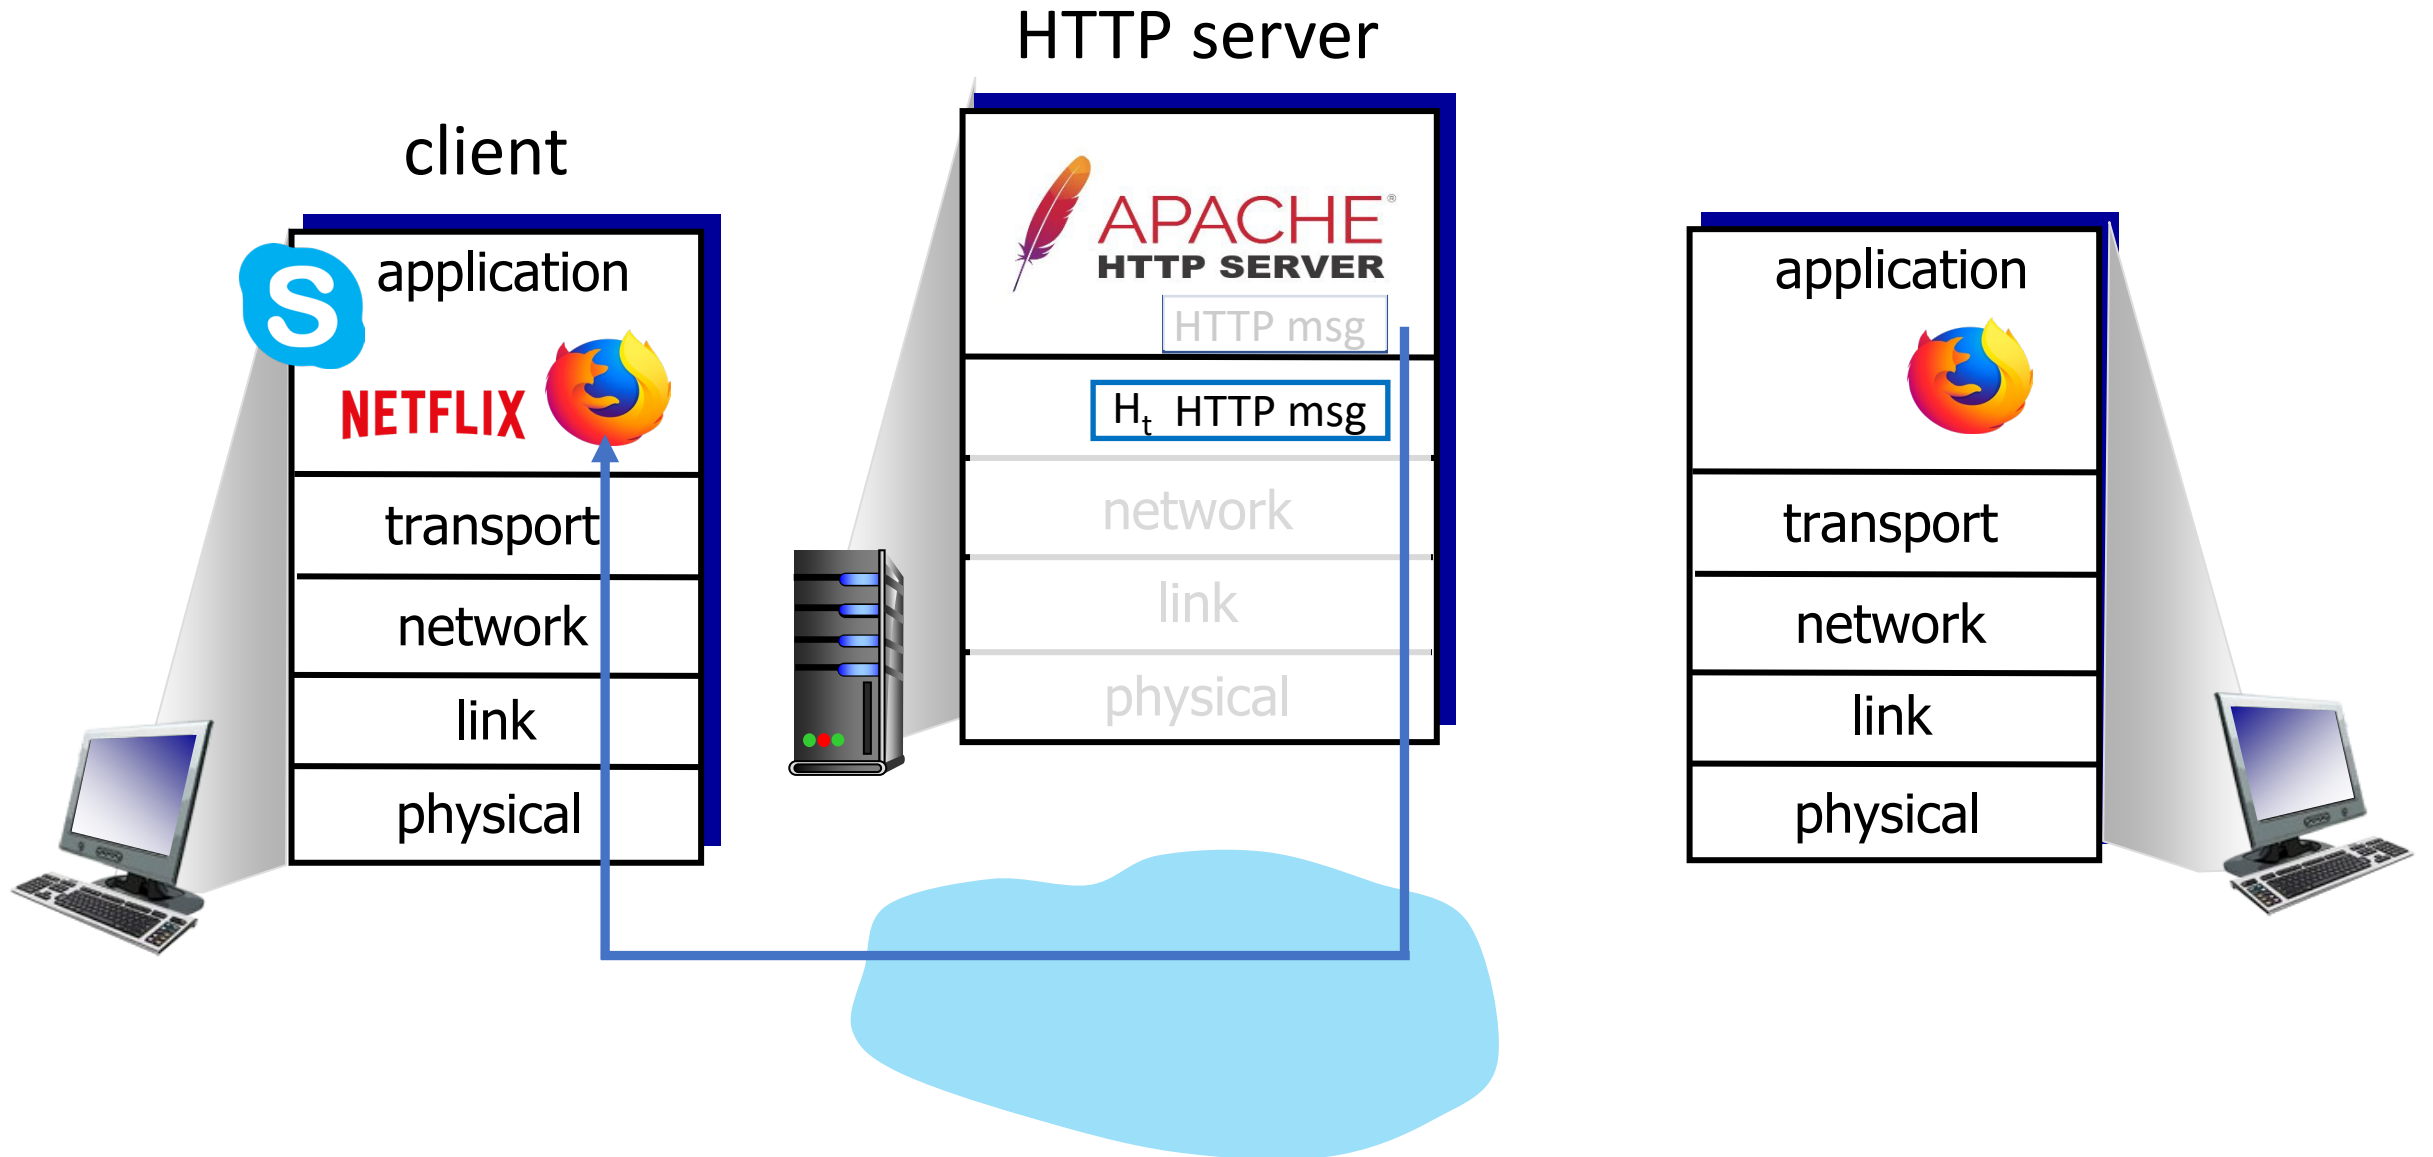 HTTP server
client
application
NETFLIX
transport
network
link
physical
APACHE®
HTTP SERVER
HTTP msg
Hₜ HTTP msg
network
link
physical
application
transport
network
link
physical